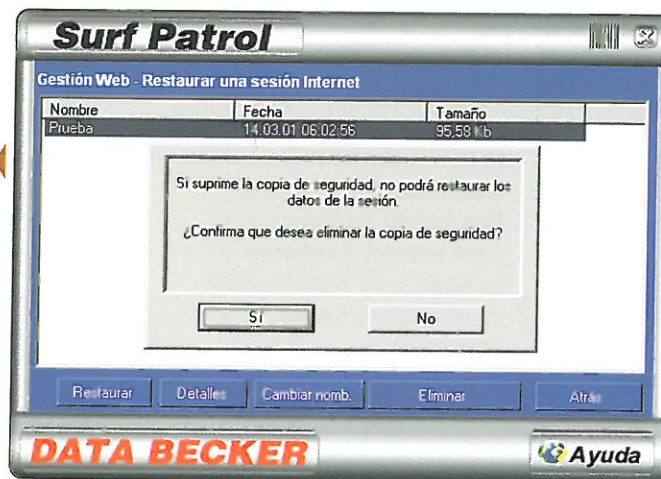 Surf Patrol
Gestión Web - Restaurar una sesión Internet
Nombre Fecha Tamaño
Prueba 14.03.01 06:02:56 95,58 Kb
Si suprime la copia de seguridad, no podrá restaurar los
datos de la sesión.
¿Confirma que desea eliminar la copia de seguridad?
Sí No
Restaurar Detalles Cambiar nomb. Eliminar Atrás
DATA BECKER Ayuda